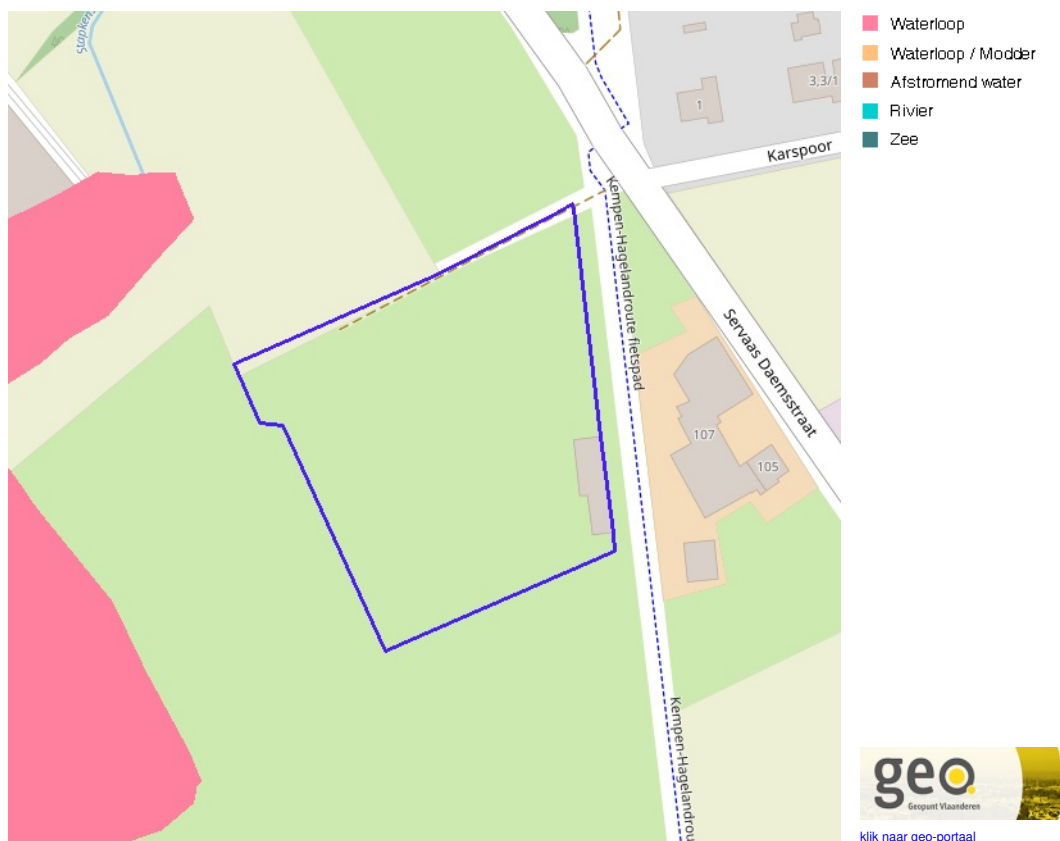 Waterloop
Waterloop / Modder
Afstromend water
Rivier
Zee
1
3,3/1
Karspoor
Kempen-Hagelandroute fietspad
Servaas Daemsstraat
107
105
Kempen-Hagelandrou
geo
Geopunt Vlaanderen
klik naar geo-portaal